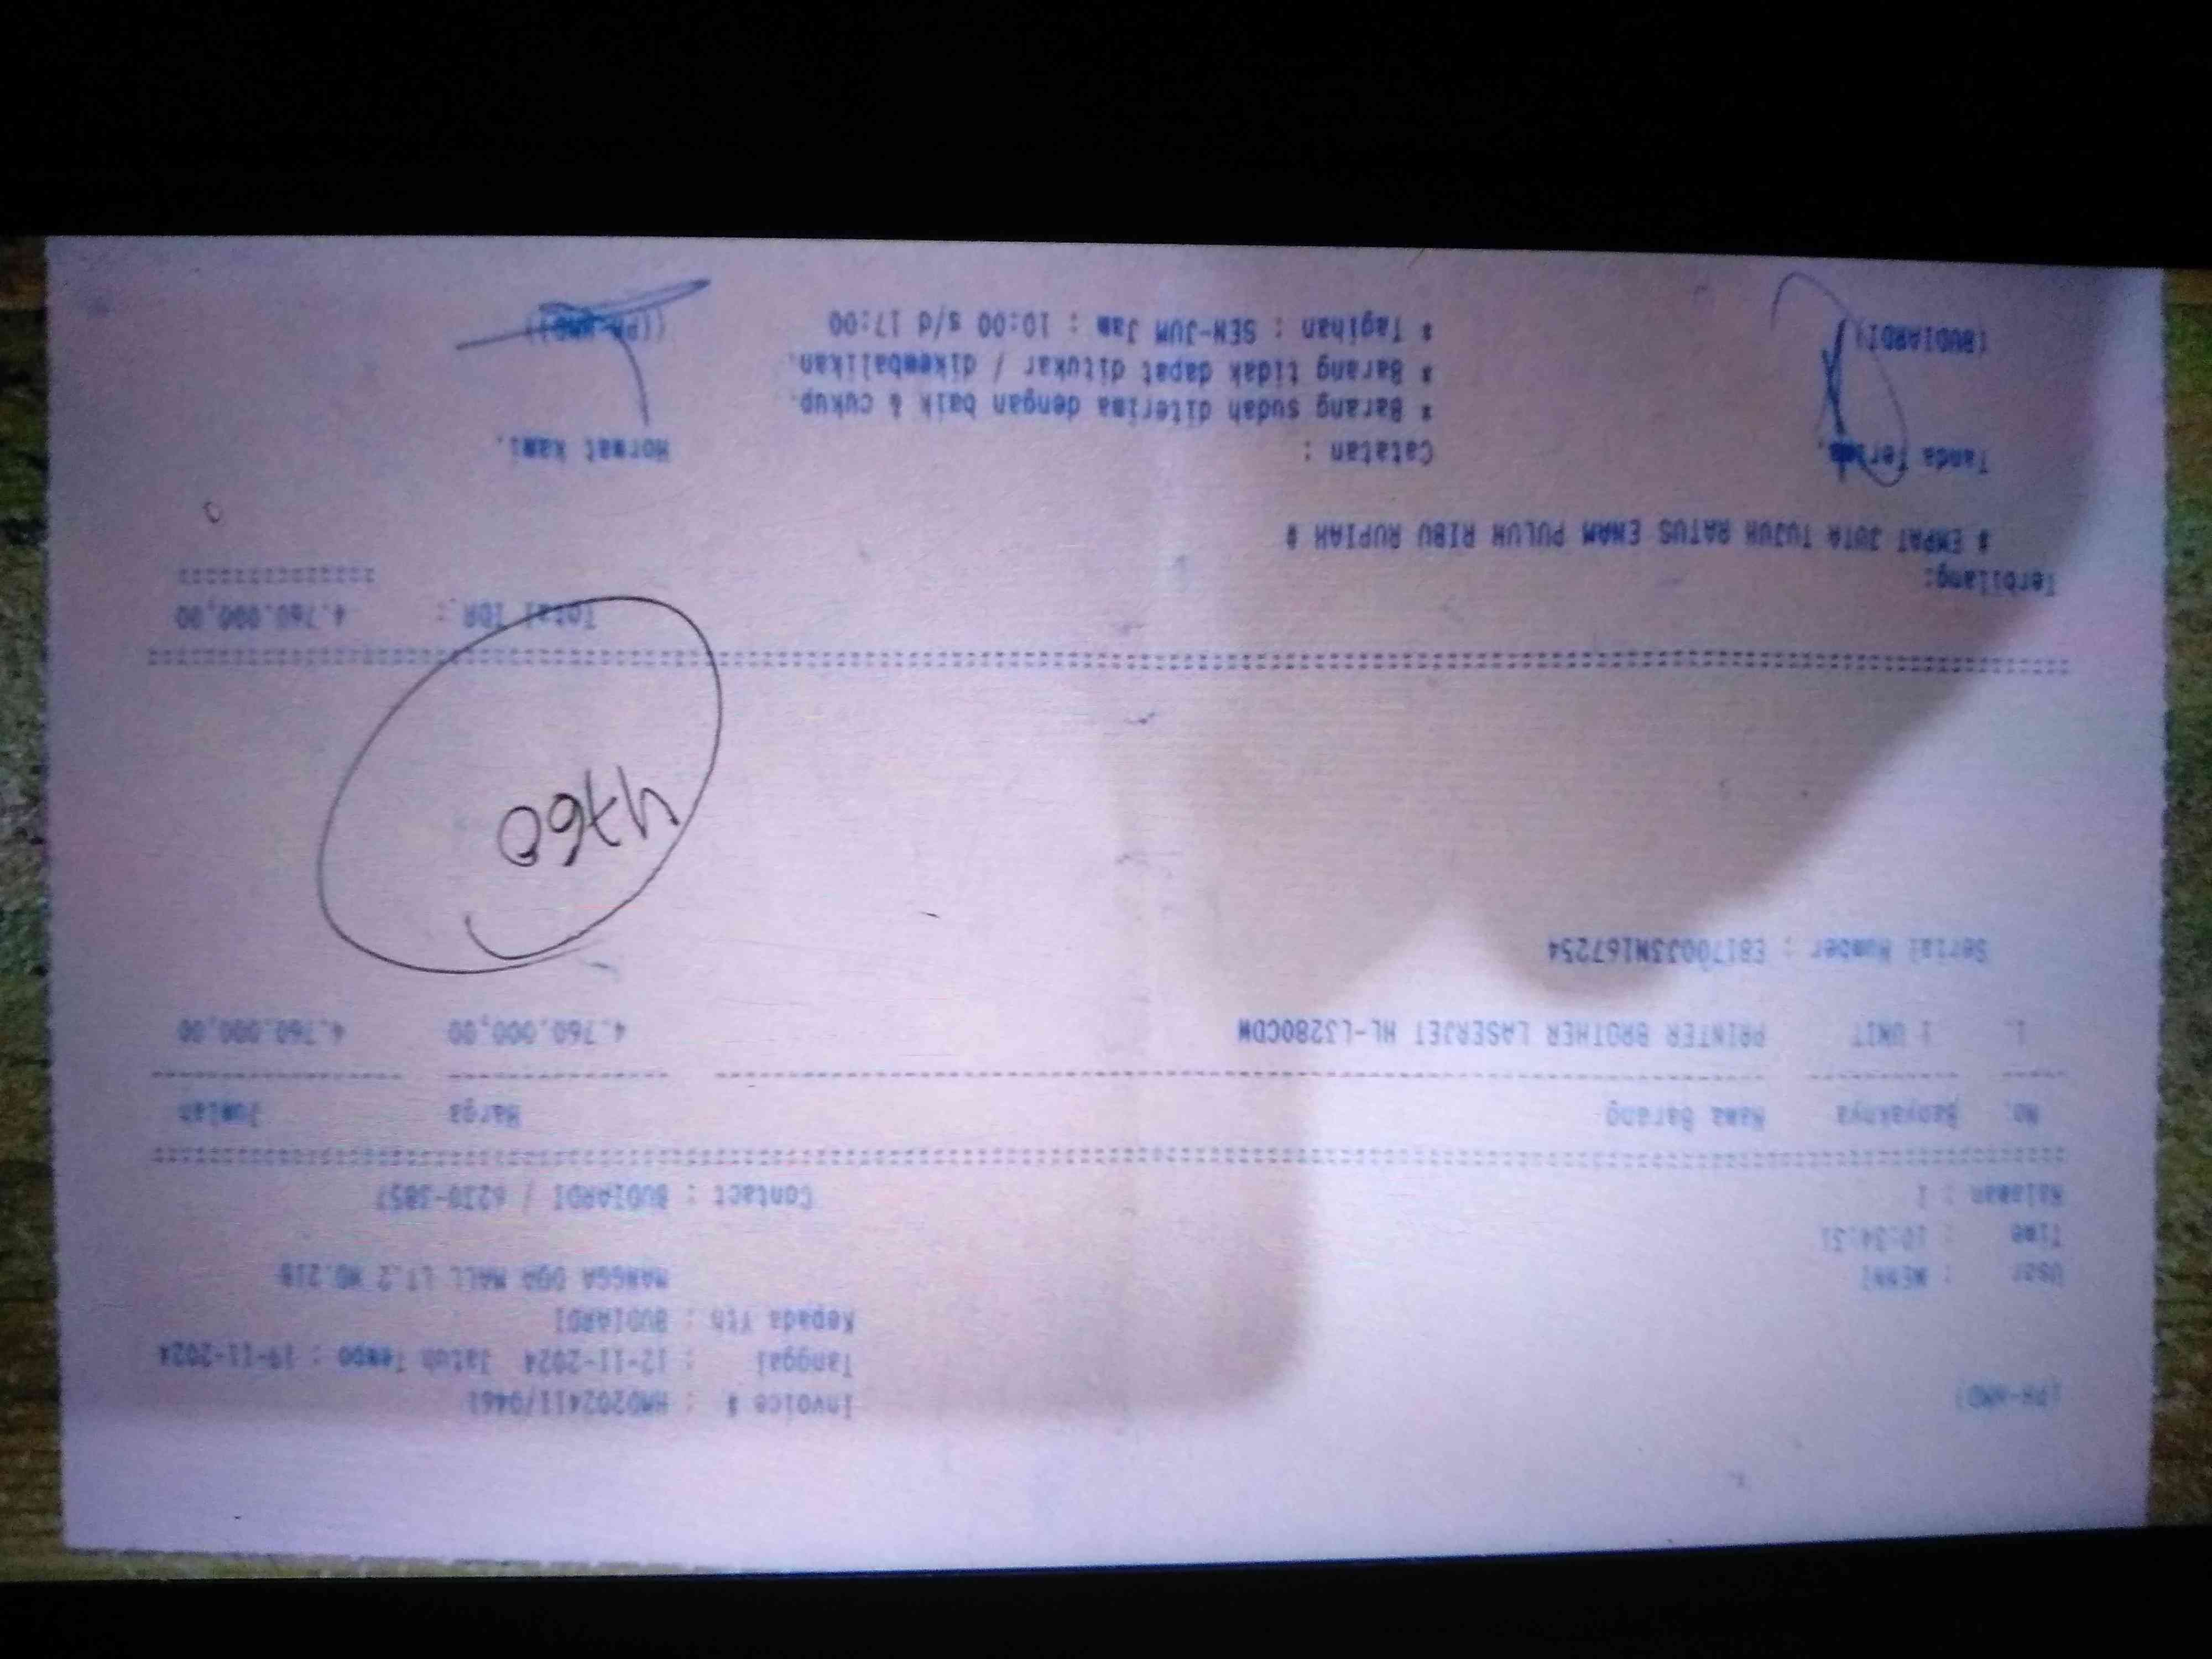 (PH-HMD)
Invoice # : HMD202411/0461
Tanggal : 12-11-2024 Jatuh Tempo : 19-11-2024
Kepada Yth : BUDIARDI
MANGGA DUA MALL LT.2 NO.21B
User : WENNI
Time : 10:34:31
Halaman : 1
Contact : BUDIARDI / 6230-3857
No. Banyaknya Nama Barang Harga Jumlah
1. 1 UNIT PRINTER BROTHER LASERJET HL-L3280CDW 4.760.000,00 4.760.000,00
Serial Number : E81700J3N167254
4760
Total IDR : 4.760.000,00
Terbilang:
# EMPAT JUTA TUJUH RATUS ENAM PULUH RIBU RUPIAH #
Tanda Terima,
Catatan :
Hormat Kami,
* Barang sudah diterima dengan baik & cukup.
* Barang tidak dapat ditukar / dikembalikan.
* Tagihan : SEN-JUM Jam : 10:00 s/d 17:00
(BUDIARDI)
((PH-HMD))